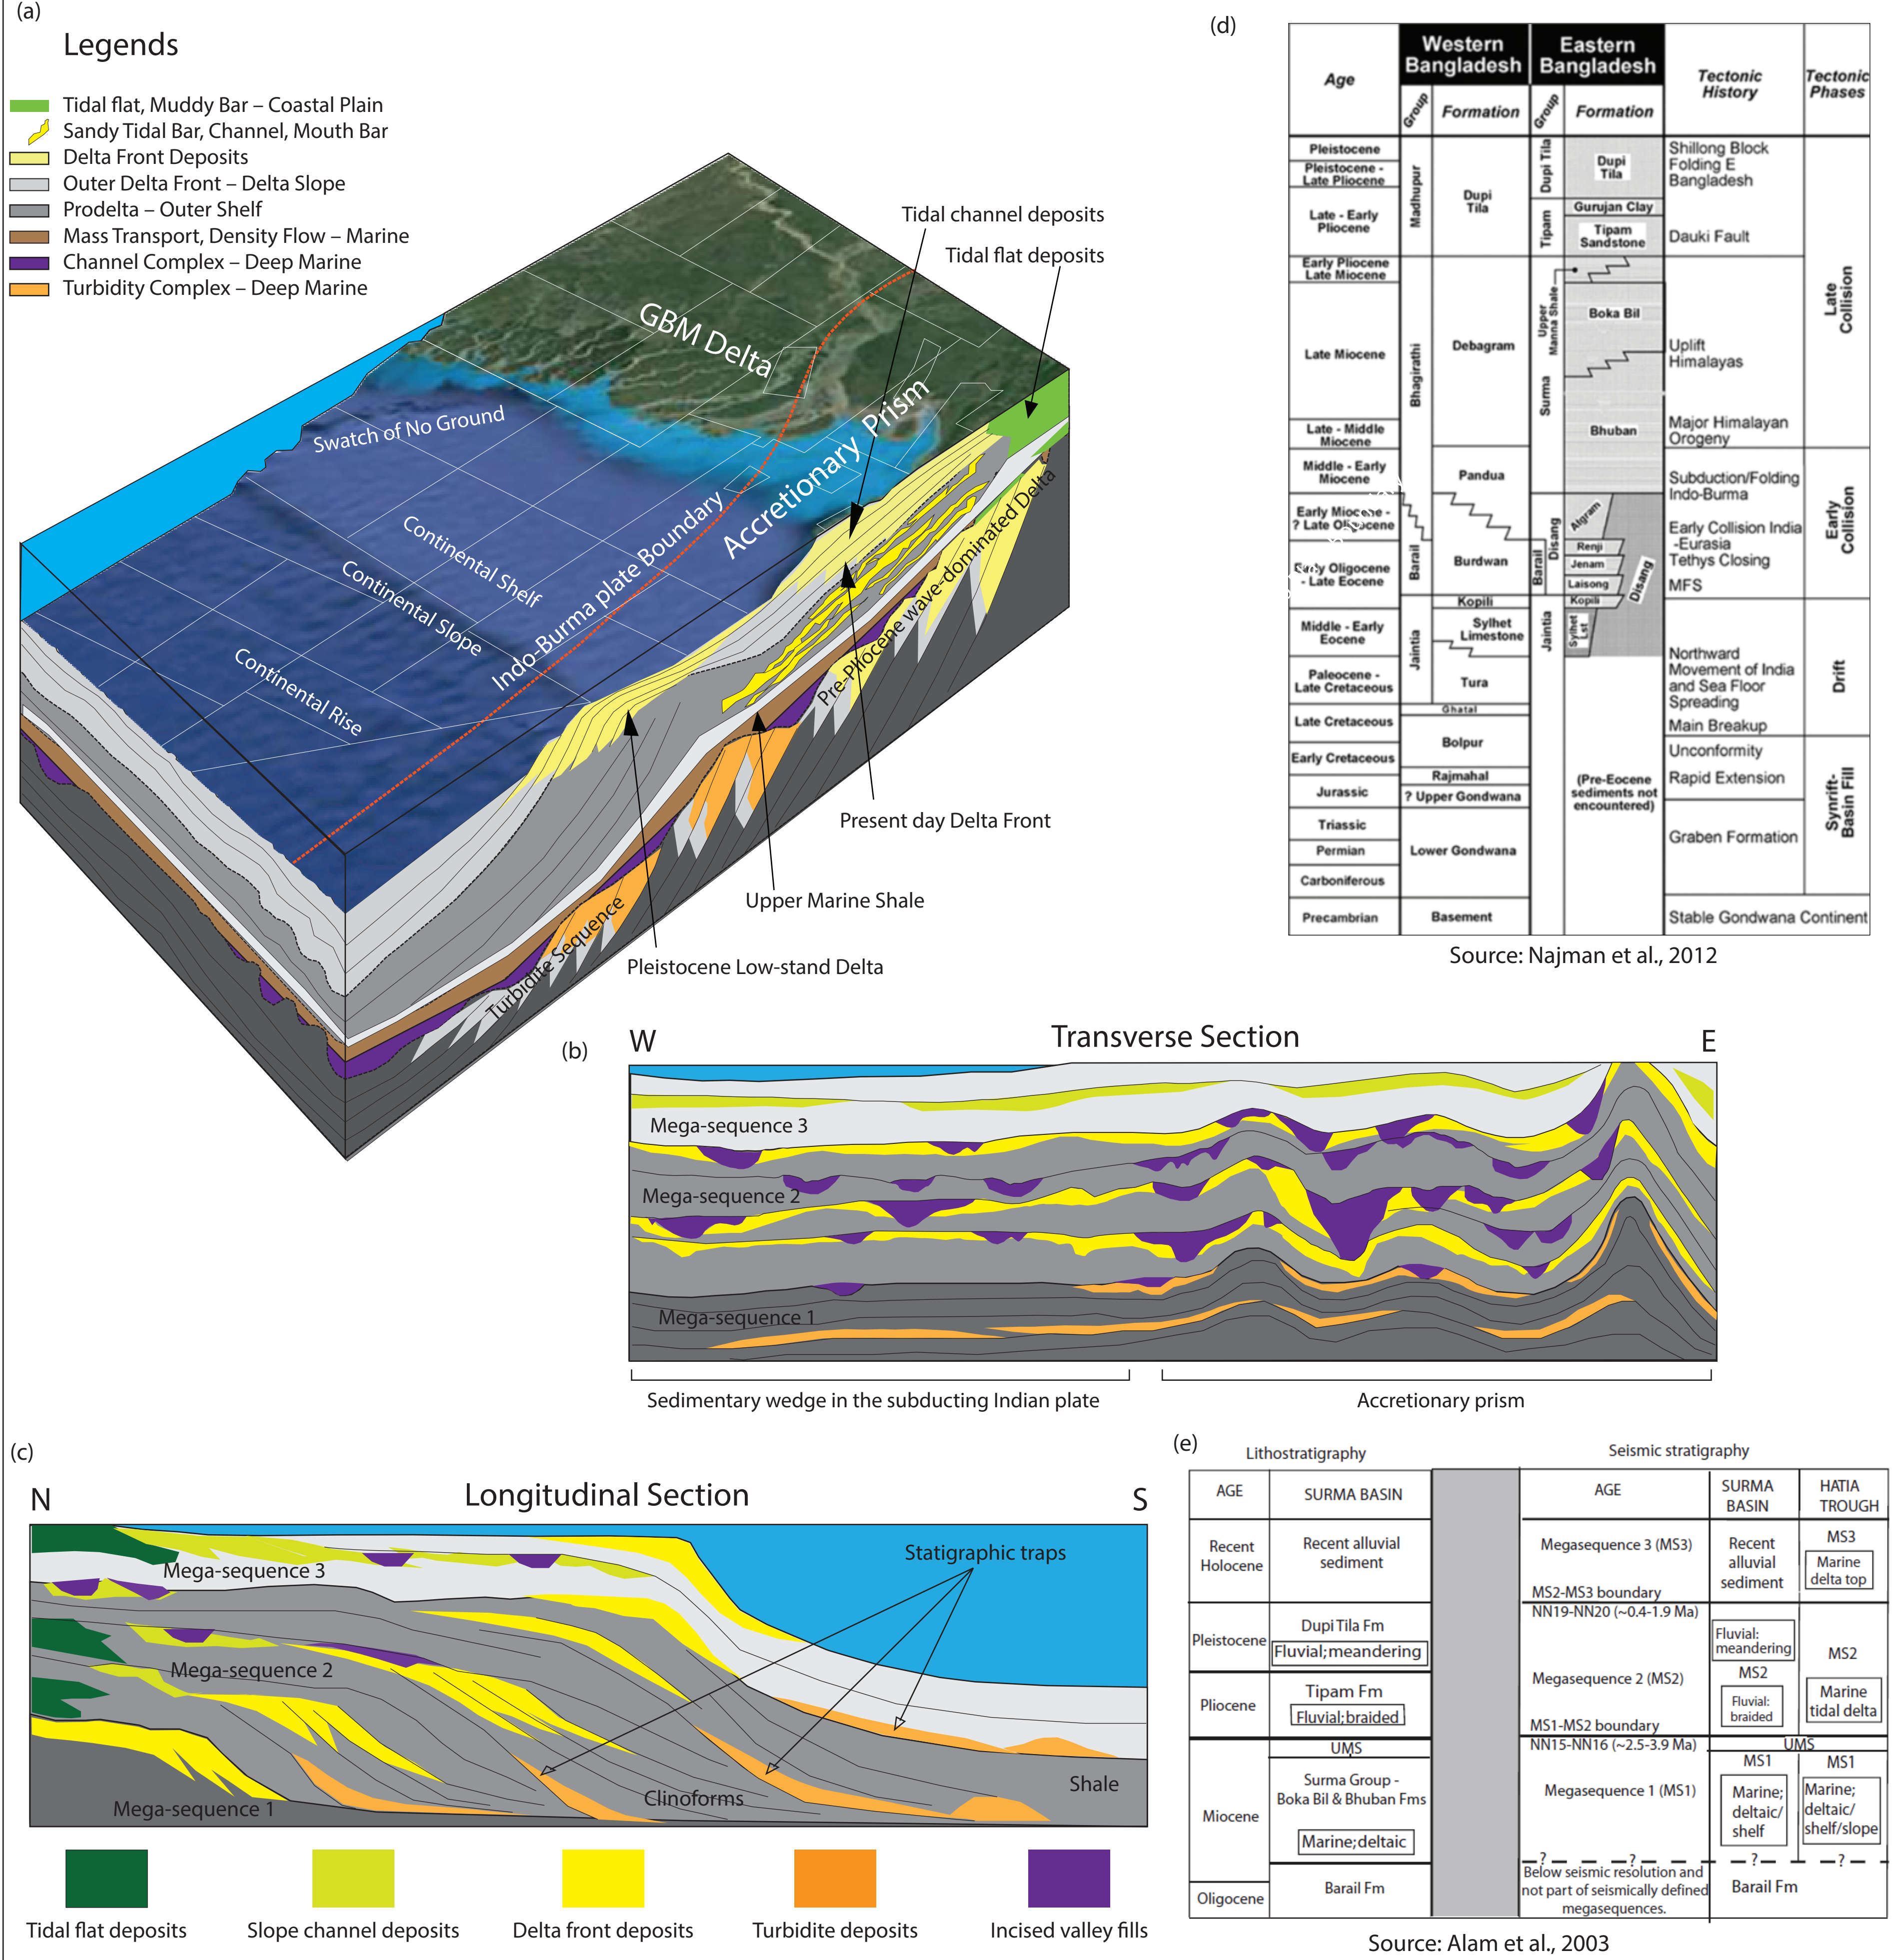 (a)
Legends
Tidal flat, Muddy Bar – Coastal Plain
Sandy Tidal Bar, Channel, Mouth Bar
Delta Front Deposits
Outer Delta Front – Delta Slope
Prodelta – Outer Shelf
Mass Transport, Density Flow – Marine
Channel Complex – Deep Marine
Turbidity Complex – Deep Marine
Tidal channel deposits
Tidal flat deposits
GBM Delta
Swatch of No Ground
Accretionary Prism
Indo-Burma plate Boundary
Continental Shelf
Continental Slope
Continental Rise
Pre-Pliocene wave-dominated Delta
Present day Delta Front
Upper Marine Shale
Turbidite Sequence
Pleistocene Low-stand Delta
(d)
Age
Western
Bangladesh
Eastern
Bangladesh
Tectonic
History
Tectonic
Phases
Group
Formation
Group
Formation
Pleistocene
Pleistocene -
Late Pliocene
Late - Early
Pliocene
Early Pliocene
Late Miocene
Late Miocene
Late - Middle
Miocene
Middle - Early
Miocene
Early Miocene -
? Late Oligocene
Oligocene
- Late Eocene
Middle - Early
Eocene
Paleocene -
Late Cretaceous
Late Cretaceous
Early Cretaceous
Jurassic
Triassic
Permian
Carboniferous
Precambrian
Madhupur
Bhagirathi
Barail
Jaintia
Dupi
Tila
Debagram
Pandua
Burdwan
Kopili
Sylhet
Limestone
Tura
Ghatal
Bolpur
Rajmahal
? Upper Gondwana
Lower Gondwana
Basement
Dupi Tila
Tipam
Upper
Manna Shale
Surma
Barail
Disang
Jaintia
Dupi
Tila
Gurujan Clay
Tipam
Sandstone
Boka Bil
Bhuban
Algram
Renji
Jenam
Laisong
Kopili
Sylhet
Lst
Disang
(Pre-Eocene
sediments not
encountered)
Shillong Block
Folding E
Bangladesh
Dauki Fault
Uplift
Himalayas
Major Himalayan
Orogeny
Subduction/Folding
Indo-Burma
Early Collision India
-Eurasia
Tethys Closing
MFS
Northward
Movement of India
and Sea Floor
Spreading
Main Breakup
Unconformity
Rapid Extension
Graben Formation
Stable Gondwana Continent
Late
Collision
Early
Collision
Drift
Synrift-
Basin Fill
Source: Najman et al., 2012
(b)
W
Transverse Section
E
Mega-sequence 3
Mega-sequence 2
Mega-sequence 1
Sedimentary wedge in the subducting Indian plate
Accretionary prism
(c)
N
Longitudinal Section
S
Statigraphic traps
Mega-sequence 3
Mega-sequence 2
Mega-sequence 1
Clinoforms
Shale
Tidal flat deposits
Slope channel deposits
Delta front deposits
Turbidite deposits
Incised valley fills
(e)
Lithostratigraphy
Seismic stratigraphy
AGE
SURMA BASIN
AGE
SURMA
BASIN
HATIA
TROUGH
Recent
Holocene
Recent alluvial
sediment
Megasequence 3 (MS3)
MS2-MS3 boundary
Recent
alluvial
sediment
MS3
Marine
delta top
Pleistocene
Dupi Tila Fm
Fluvial;meandering
NN19-NN20 (~0.4-1.9 Ma)
Fluvial:
meandering
MS2
Pliocene
Tipam Fm
Fluvial;braided
Megasequence 2 (MS2)
MS1-MS2 boundary
MS2
Fluvial:
braided
Marine
tidal delta
Miocene
UMS
Surma Group -
Boka Bil & Bhuban Fms
Marine;deltaic
NN15-NN16 (~2.5-3.9 Ma)
Megasequence 1 (MS1)
UMS
MS1
Marine;
deltaic/
shelf
MS1
Marine;
deltaic/
shelf/slope
? ? ? ?
Oligocene
Barail Fm
Below seismic resolution and
not part of seismically defined
megasequences.
Barail Fm
Source: Alam et al., 2003